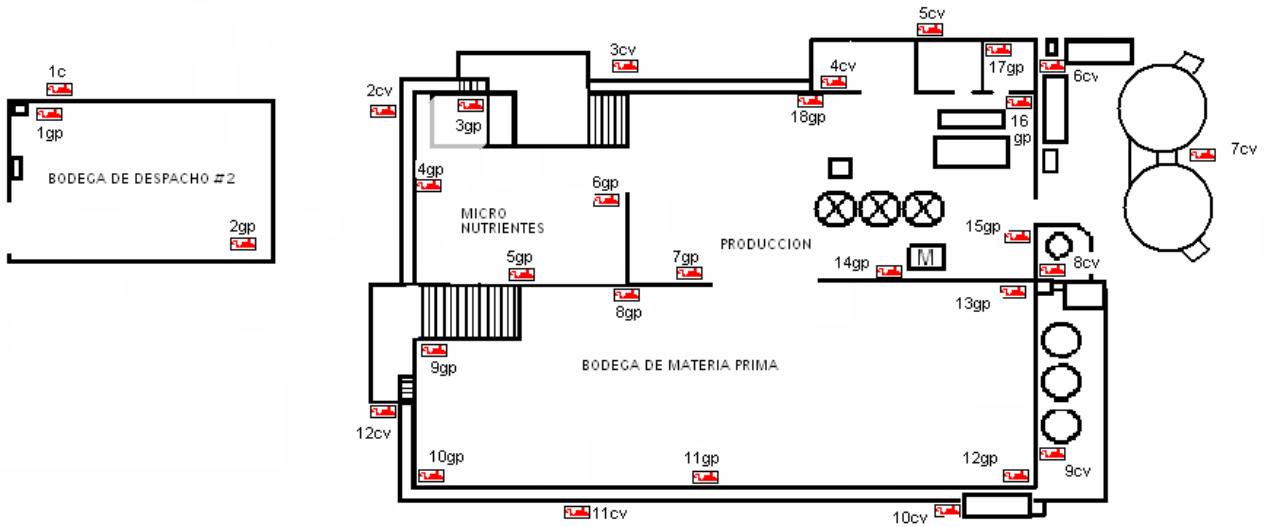 5cv
3cv
4cv
17gp
6cv
1c
2cv
1gp
3gp
18gp
16
gp
7cv
BODEGA DE DESPACHO #2
4gp
6gp
2gp
MICRO
NUTRIENTES
PRODUCCION
15gp
5gp
7gp
14gp
M
8cv
8gp
13gp
9gp
BODEGA DE MATERIA PRIMA
12cv
10gp
11gp
12gp
9cv
11cv
10cv